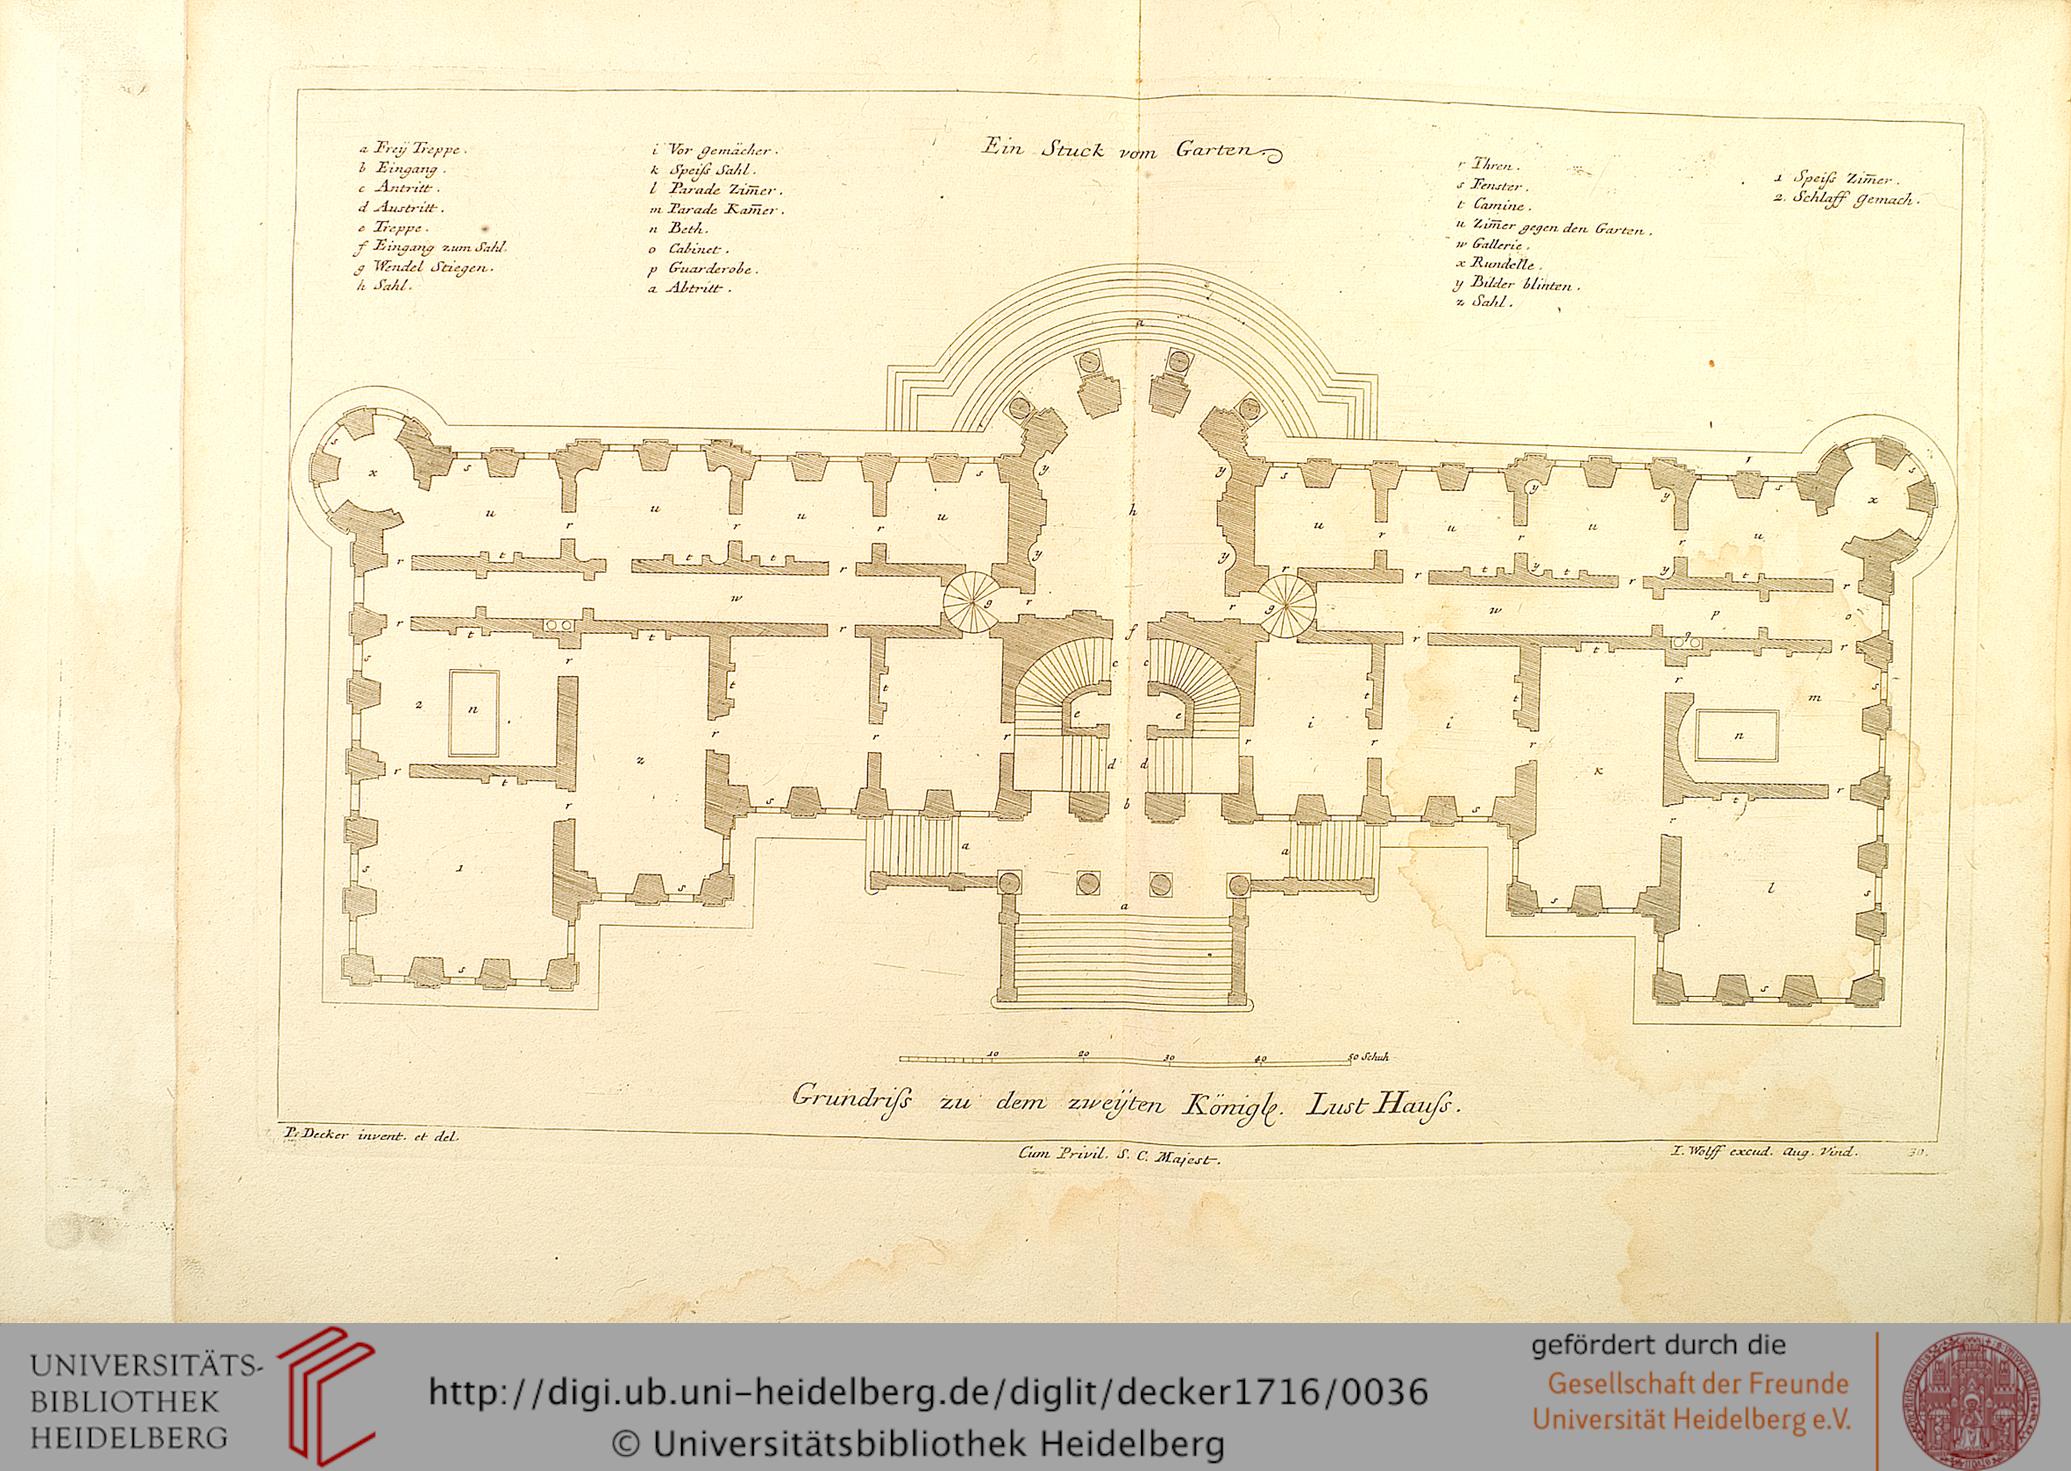 Ein Stuck vom Garten.
a Freÿ Treppe.
b Eingang.
c Antritt.
d Austritt.
e Treppe.
f Eingang zum Sahl.
g Wendel Stiegen.
h Sahl.
i Vor gemächer.
k Speiſs Sahl.
l Parade Zim̅er.
m Parade Kam̅er.
n Beth.
o Cabinet.
p Guarderobe.
a Abtritt.
r Thren.
s Fenster.
t Camine.
u Zim̅er gegen den Garten.
w Gallerie.
x Rundelle.
y Bilder blinten.
z Sahl.
1 Speiſs Zim̅er.
2. Schlaff gemach.
10 20 30 40 50 Schuh
Grundriſs zu dem zweÿten Königl. Lust Hauſs.
P. Decker invent. et del.
Cum Privil. S. C. Majest.
I. Wolff excud. Aug. Vind.
30.
UNIVERSITÄTS-
BIBLIOTHEK
HEIDELBERG
http://digi.ub.uni-heidelberg.de/diglit/decker1716/0036
© Universitätsbibliothek Heidelberg
gefördert durch die
Gesellschaft der Freunde
Universität Heidelberg e.V.